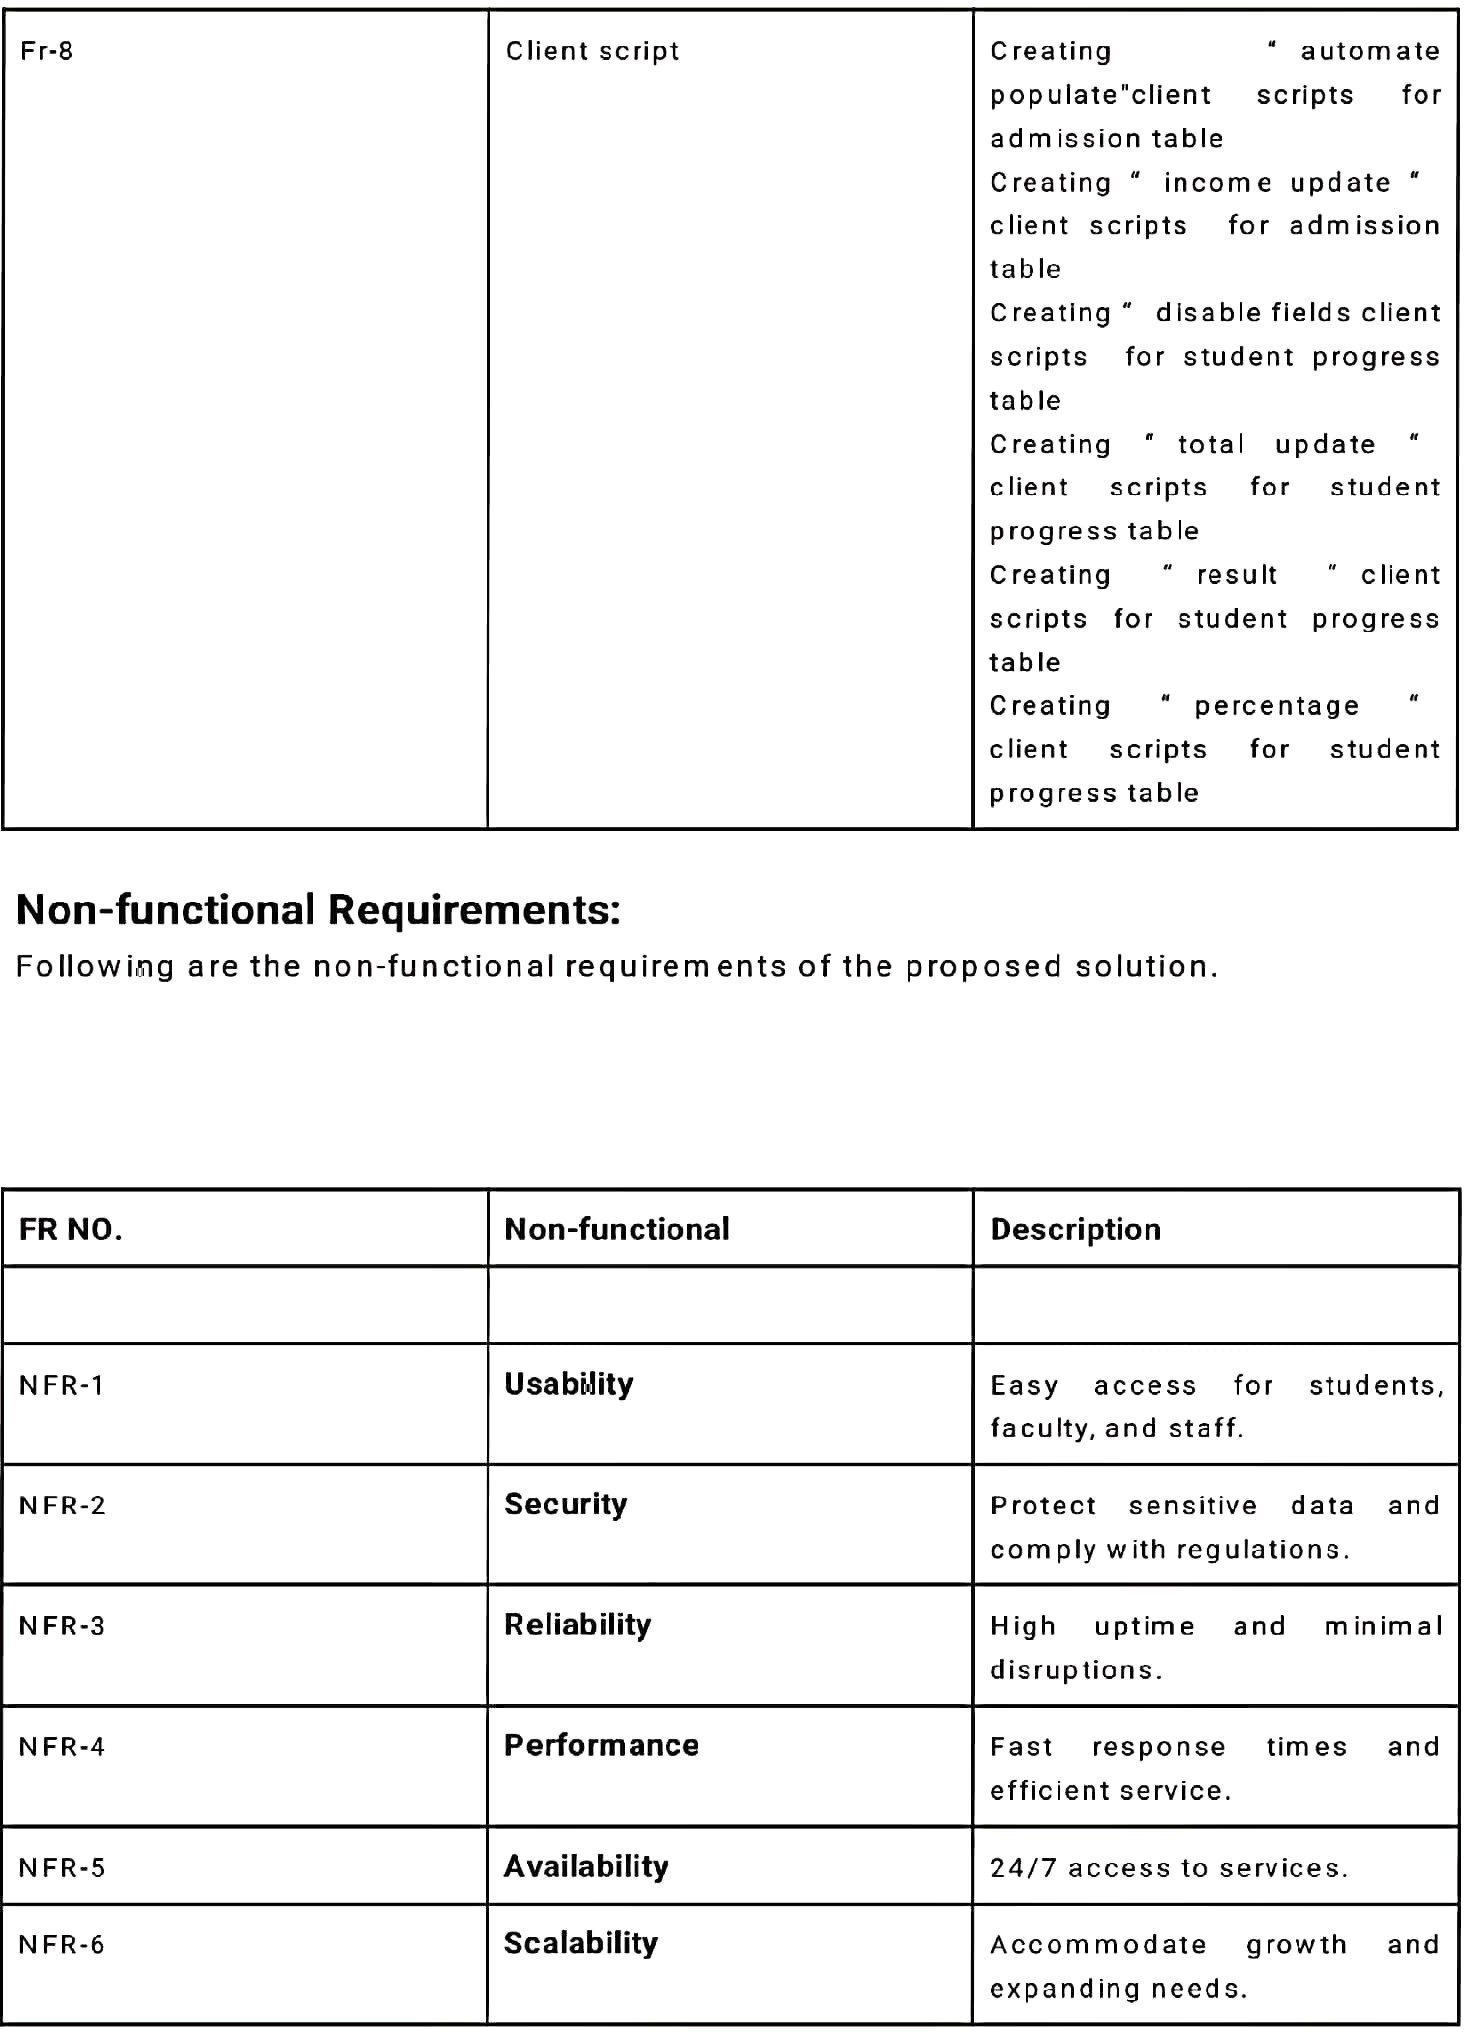 Fr-8
Client script
Creating “ automate
populate"client scripts for
admission table
Creating “ income update “
client scripts for admission
table
Creating “ disable fields client
scripts for student progress
table
Creating “ total update “
client scripts for student
progress table
Creating “ result “ client
scripts for student progress
table
Creating “ percentage “
client scripts for student
progress table
Non-functional Requirements:
Following are the non-functional requirements of the proposed solution.
FR NO.
Non-functional
Description
NFR-1
Usability
Easy access for students,
faculty, and staff.
NFR-2
Security
Protect sensitive data and
comply with regulations.
NFR-3
Reliability
High uptime and minimal
disruptions.
NFR-4
Performance
Fast response times and
efficient service.
NFR-5
Availability
24/7 access to services.
NFR-6
Scalability
Accommodate growth and
expanding needs.